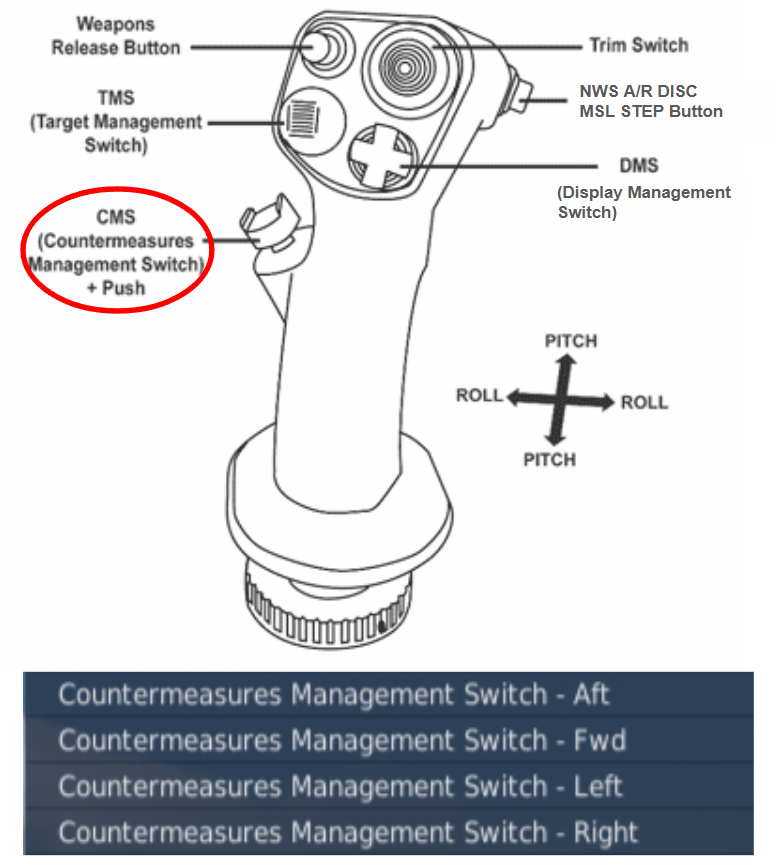 Weapons
Release Button
Trim Switch
TMS
(Target Management
Switch)
NWS A/R DISC
MSL STEP Button
DMS
(Display Management
Switch)
CMS
(Countermeasures
Management Switch)
+ Push
PITCH
ROLL
ROLL
PITCH
Countermeasures Management Switch - Aft
Countermeasures Management Switch - Fwd
Countermeasures Management Switch - Left
Countermeasures Management Switch - Right